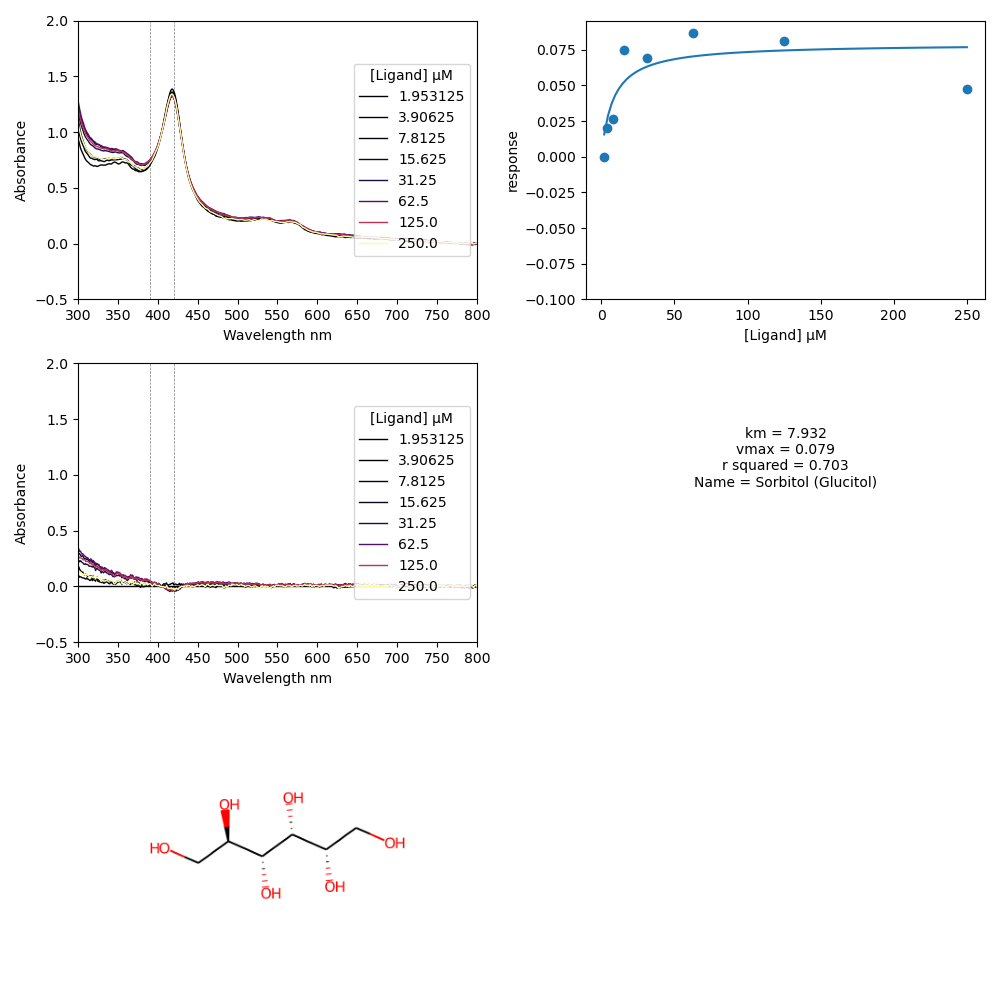 2.0
1.5
1.0
0.5
0.0
−0.5
Absorbance
300 350 400 450 500 550 600 650 700 750 800
Wavelength nm
[Ligand] μM
1.953125
3.90625
7.8125
15.625
31.25
62.5
125.0
250.0
0.075
0.050
0.025
0.000
−0.025
−0.050
−0.075
−0.100
response
0 50 100 150 200 250
[Ligand] μM
2.0
1.5
1.0
0.5
0.0
−0.5
Absorbance
300 350 400 450 500 550 600 650 700 750 800
Wavelength nm
[Ligand] μM
1.953125
3.90625
7.8125
15.625
31.25
62.5
125.0
250.0
km = 7.932
vmax = 0.079
r squared = 0.703
Name = Sorbitol (Glucitol)
OH
OH
HO
OH
OH
OH